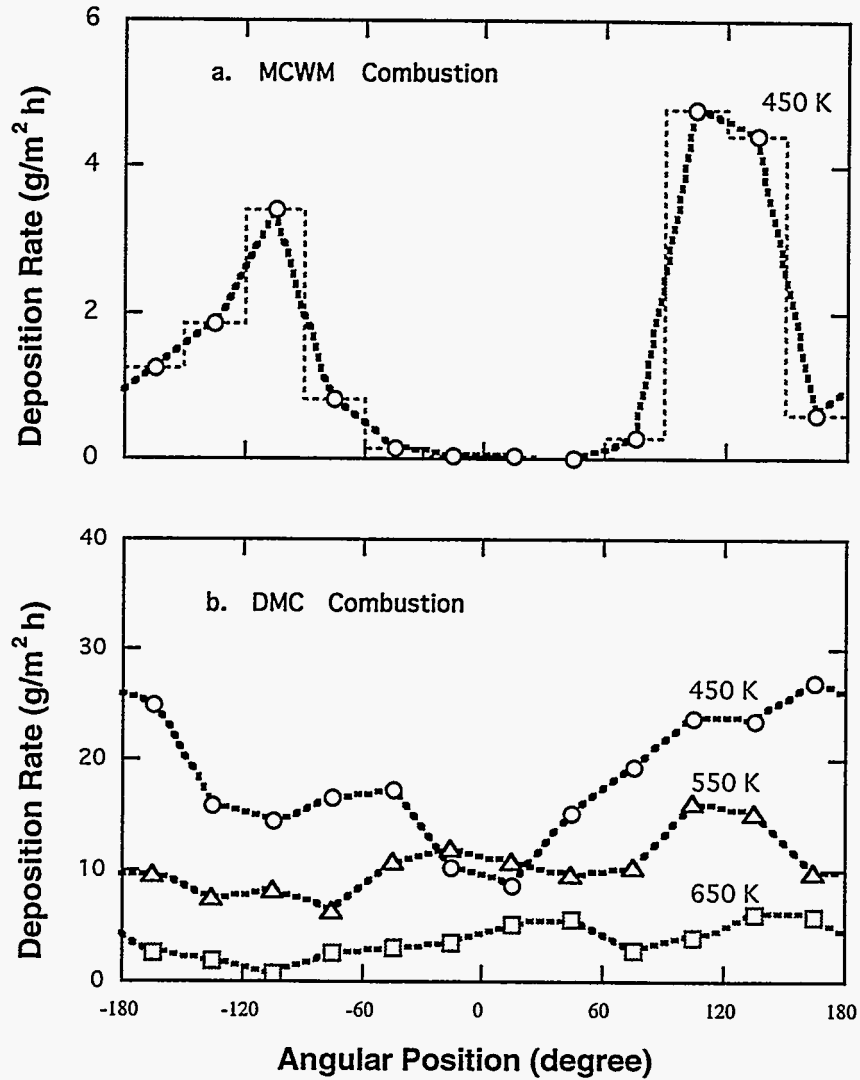 6
a. MCWM Combustion
450 K
4
2
0
Deposition Rate (g/m² h)
40
b. DMC Combustion
30
450 K
20
550 K
10
650 K
0
Deposition Rate (g/m² h)
-180 -120 -60 0 60 120 180
Angular Position (degree)